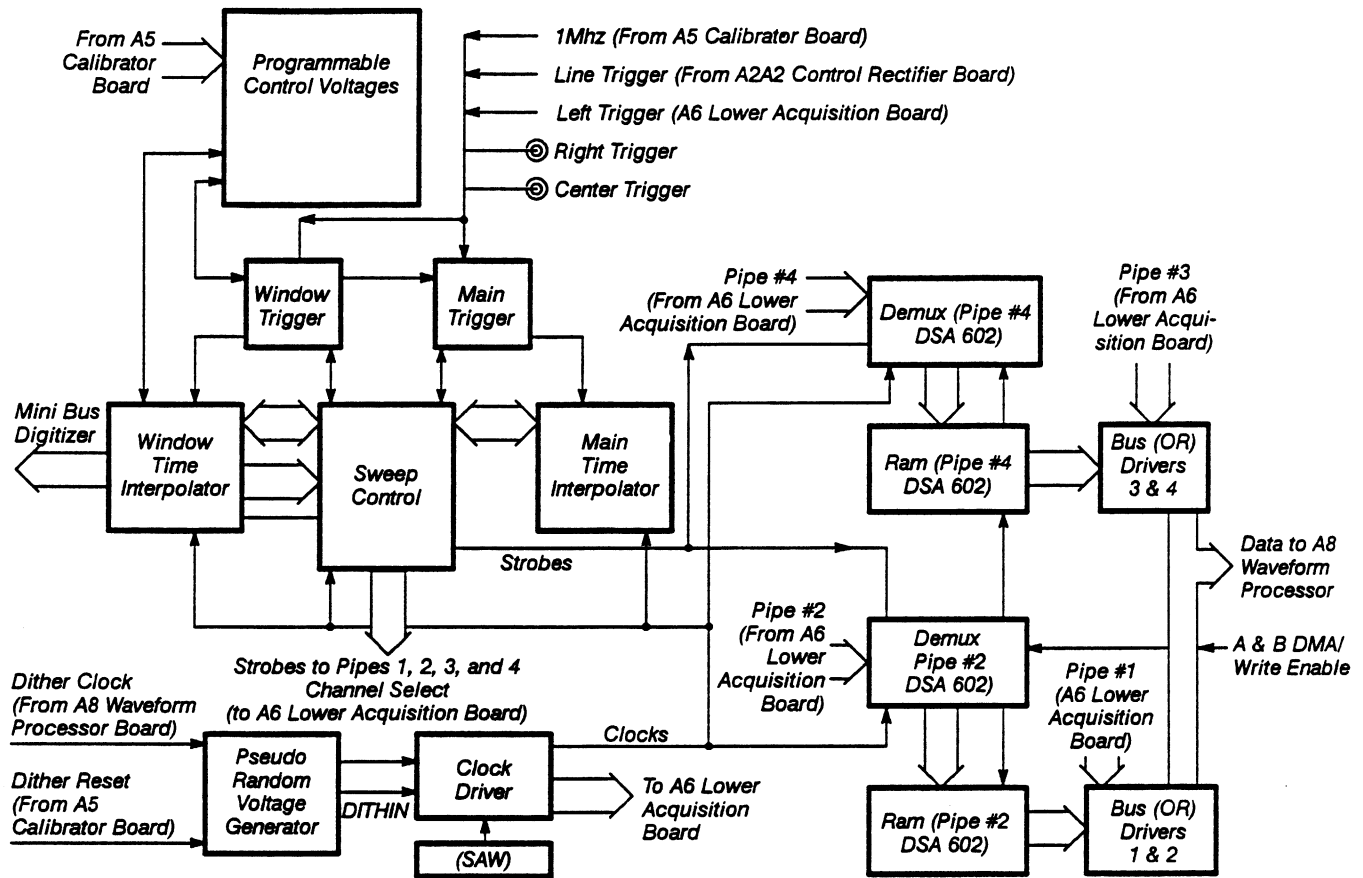 From A5
Calibrator
Board
Programmable
Control Voltages
1Mhz (From A5 Calibrator Board)
Line Trigger (From A2A2 Control Rectifier Board)
Left Trigger (A6 Lower Acquisition Board)
Right Trigger
Center Trigger
Window
Trigger
Main
Trigger
Pipe #4
(From A6 Lower
Acquisition Board)
Demux (Pipe #4
DSA 602)
Pipe #3
(From A6
Lower Acqui-
sition Board)
Mini Bus
Digitizer
Window
Time
Interpolator
Sweep
Control
Main
Time
Interpolator
Ram (Pipe #4
DSA 602)
Bus (OR)
Drivers
3 & 4
Strobes
Data to A8
Waveform
Processor
Pipe #2
(From A6
Lower
Acquisition
Board)
Demux
Pipe #2
DSA 602)
A & B DMA/
Write Enable
Strobes to Pipes 1, 2, 3, and 4
Channel Select
(to A6 Lower Acquisition Board)
Pipe #1
(A6 Lower
Acquisition
Board)
Dither Clock
(From A8 Waveform
Processor Board)
Dither Reset
(From A5
Calibrator Board)
Pseudo
Random
Voltage
Generator
DITHIN
Clock
Driver
Clocks
To A6 Lower
Acquisition
Board
(SAW)
Ram (Pipe #2
DSA 602)
Bus (OR)
Drivers
1 & 2